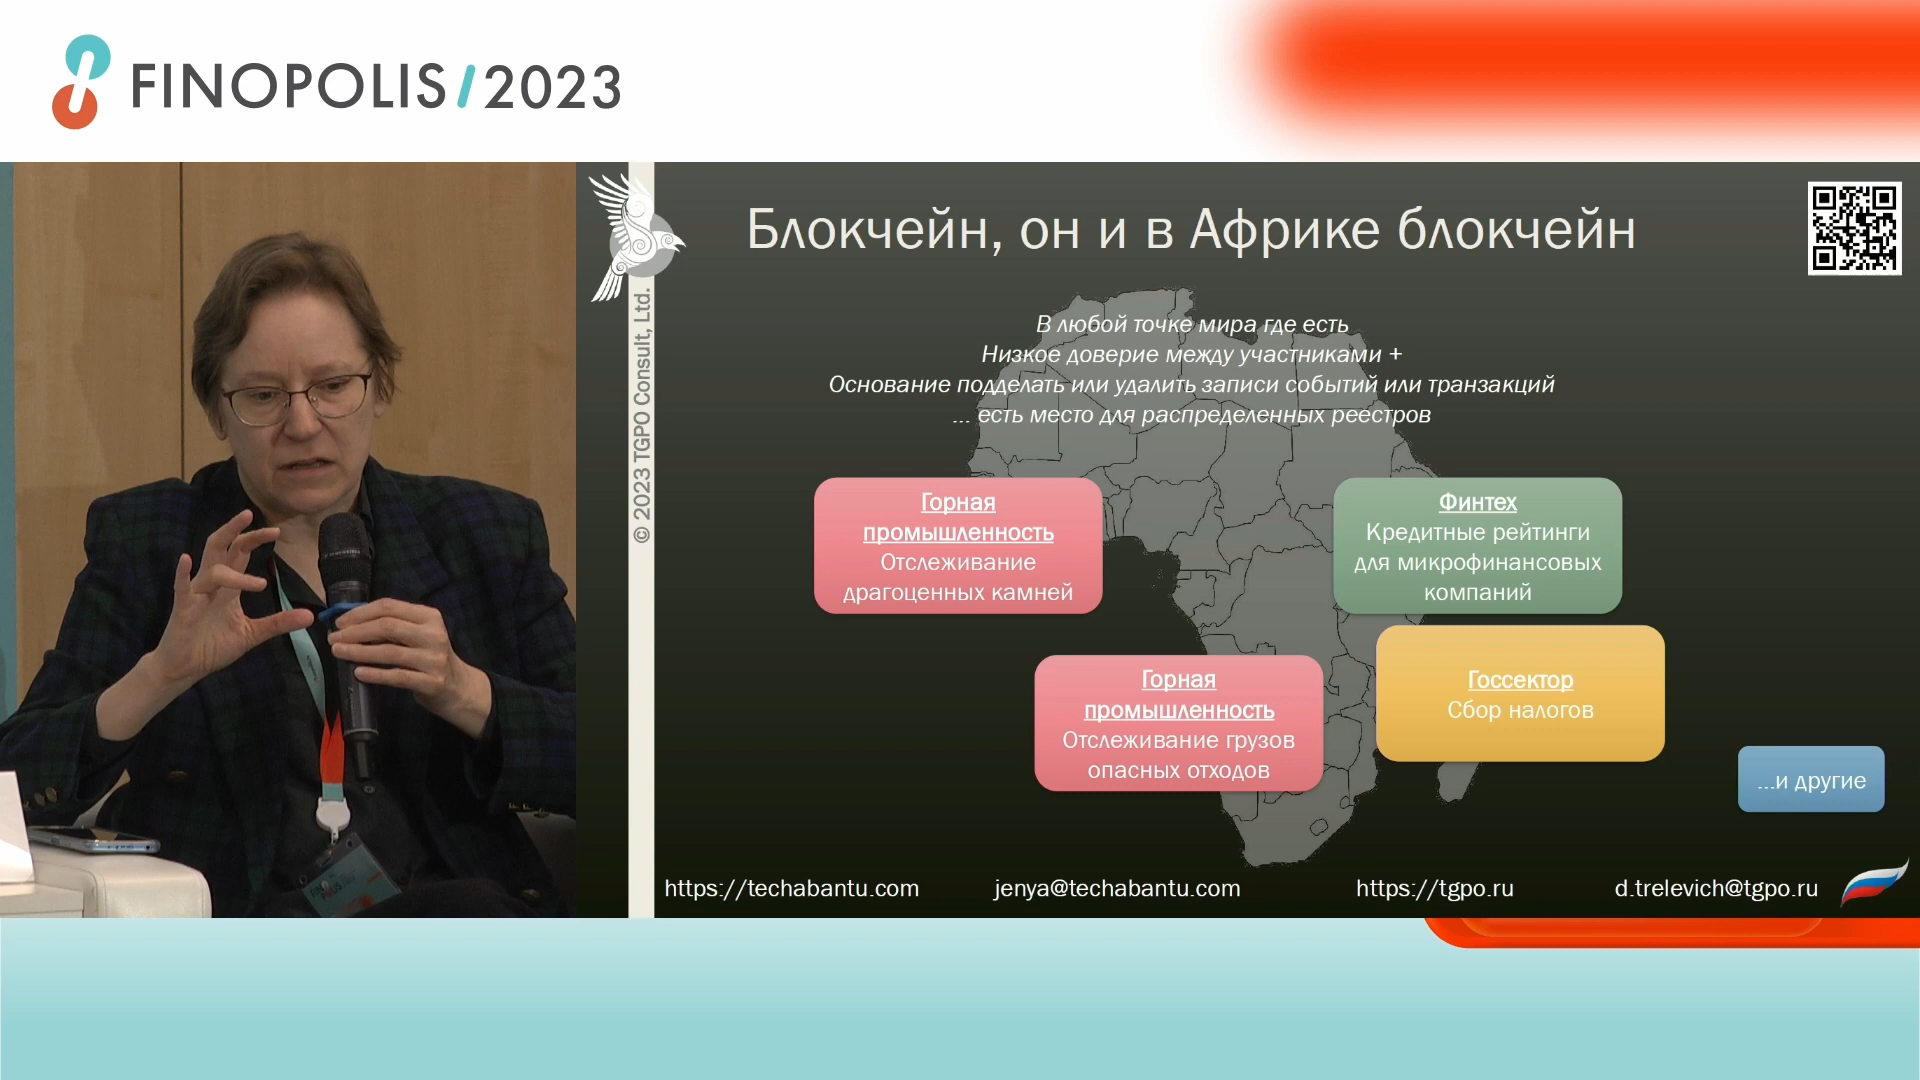 FINOPOLIS/2023
Блокчейн, он и в Африке блокчейн
© 2023 TGPO Consult, Ltd.
В любой точке мира где есть
Низкое доверие между участниками +
Основание подделать или удалить записи событий или транзакций
... есть место для распределенных реестров
Горная
промышленность
Отслеживание
драгоценных камней
Финтех
Кредитные рейтинги
для микрофинансовых
компаний
Горная
промышленность
Отслеживание грузов
опасных отходов
Госсектор
Сбор налогов
...и другие
https://techabantu.com
jenya@techabantu.com
https://tgpo.ru
d.trelevich@tgpo.ru